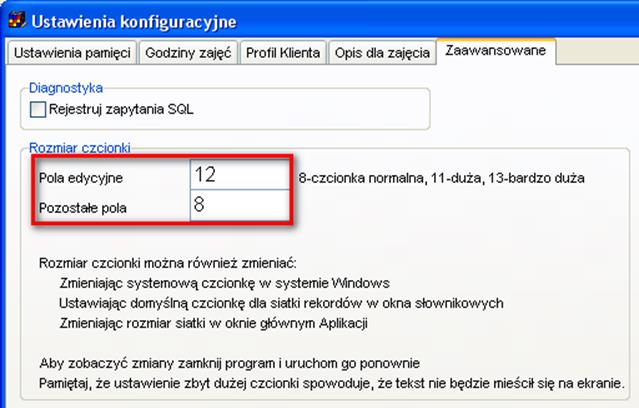 Ustawienia konfiguracyjne
Ustawienia pamięci Godziny zajęć Profil Klienta Opis dla zajęcia Zaawansowane
Diagnostyka
Rejestruj zapytania SQL
Rozmiar czcionki
Pola edycyjne 12 8-czcionka normalna, 11-duża, 13-bardzo duża
Pozostałe pola 8
Rozmiar czcionki można również zmieniać:
Zmieniając systemową czcionkę w systemie Windows
Ustawiając domyślną czcionkę dla siatki rekordów w okna słownikowych
Zmieniając rozmiar siatki w oknie głównym Aplikacji
Aby zobaczyć zmiany zamknij program i uruchom go ponownie
Pamiętaj, że ustawienie zbyt dużej czcionki spowoduje, że tekst nie będzie mieścił się na ekranie.